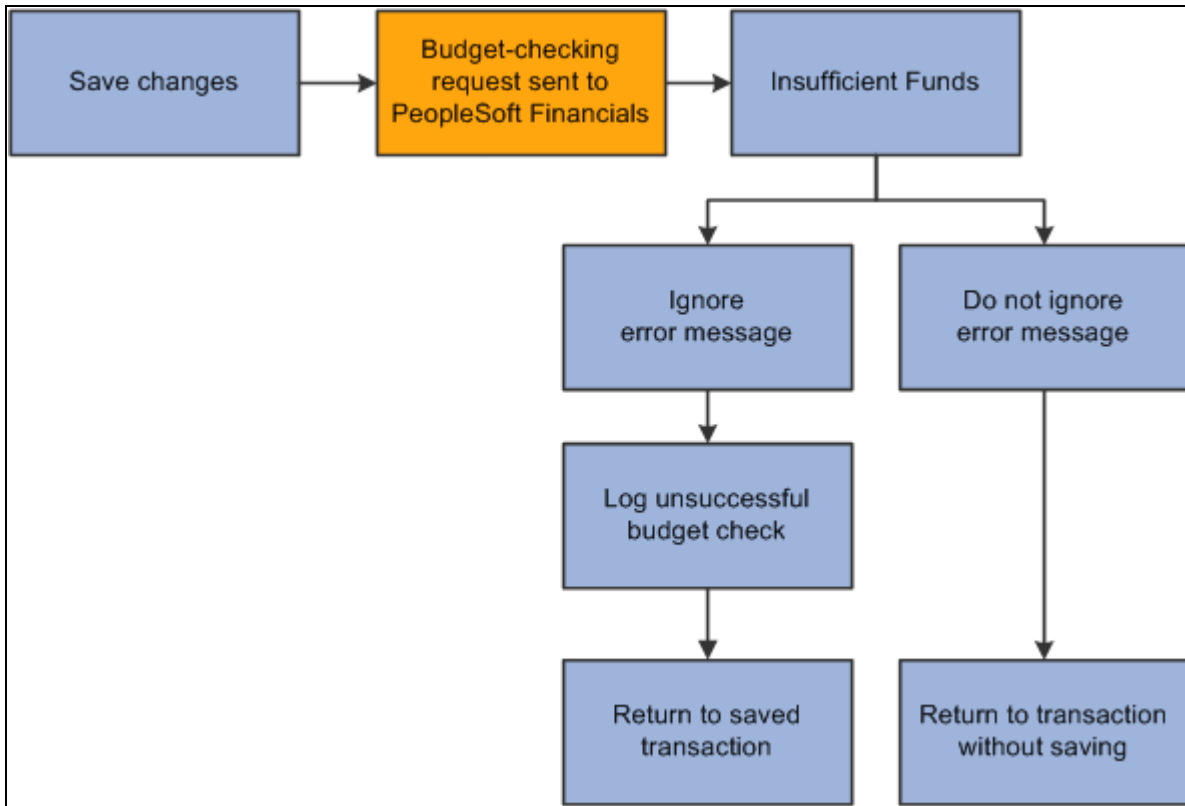 Save changes
Budget-checking
request sent to
PeopleSoft Financials
Insufficient Funds
Ignore
error message
Do not ignore
error message
Log unsuccessful
budget check
Return to saved
transaction
Return to transaction
without saving